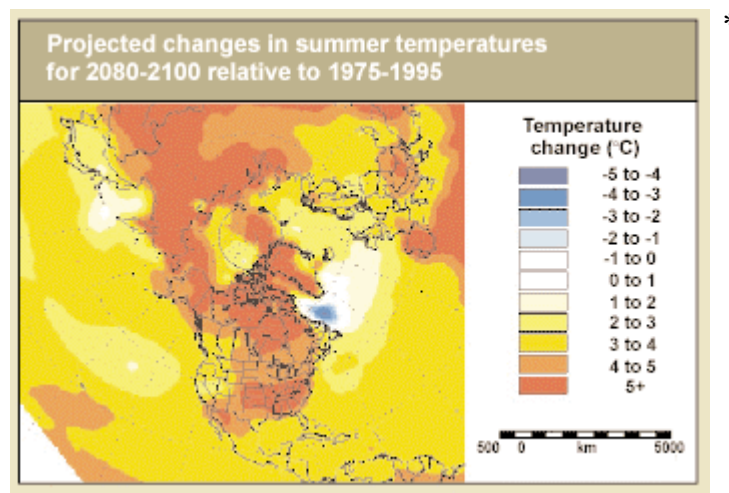 Projected changes in summer temperatures
for 2080-2100 relative to 1975-1995
*
Temperature
change (°C)
-5 to -4
-4 to -3
-3 to -2
-2 to -1
-1 to 0
0 to 1
1 to 2
2 to 3
3 to 4
4 to 5
5+
500 0 km 5000